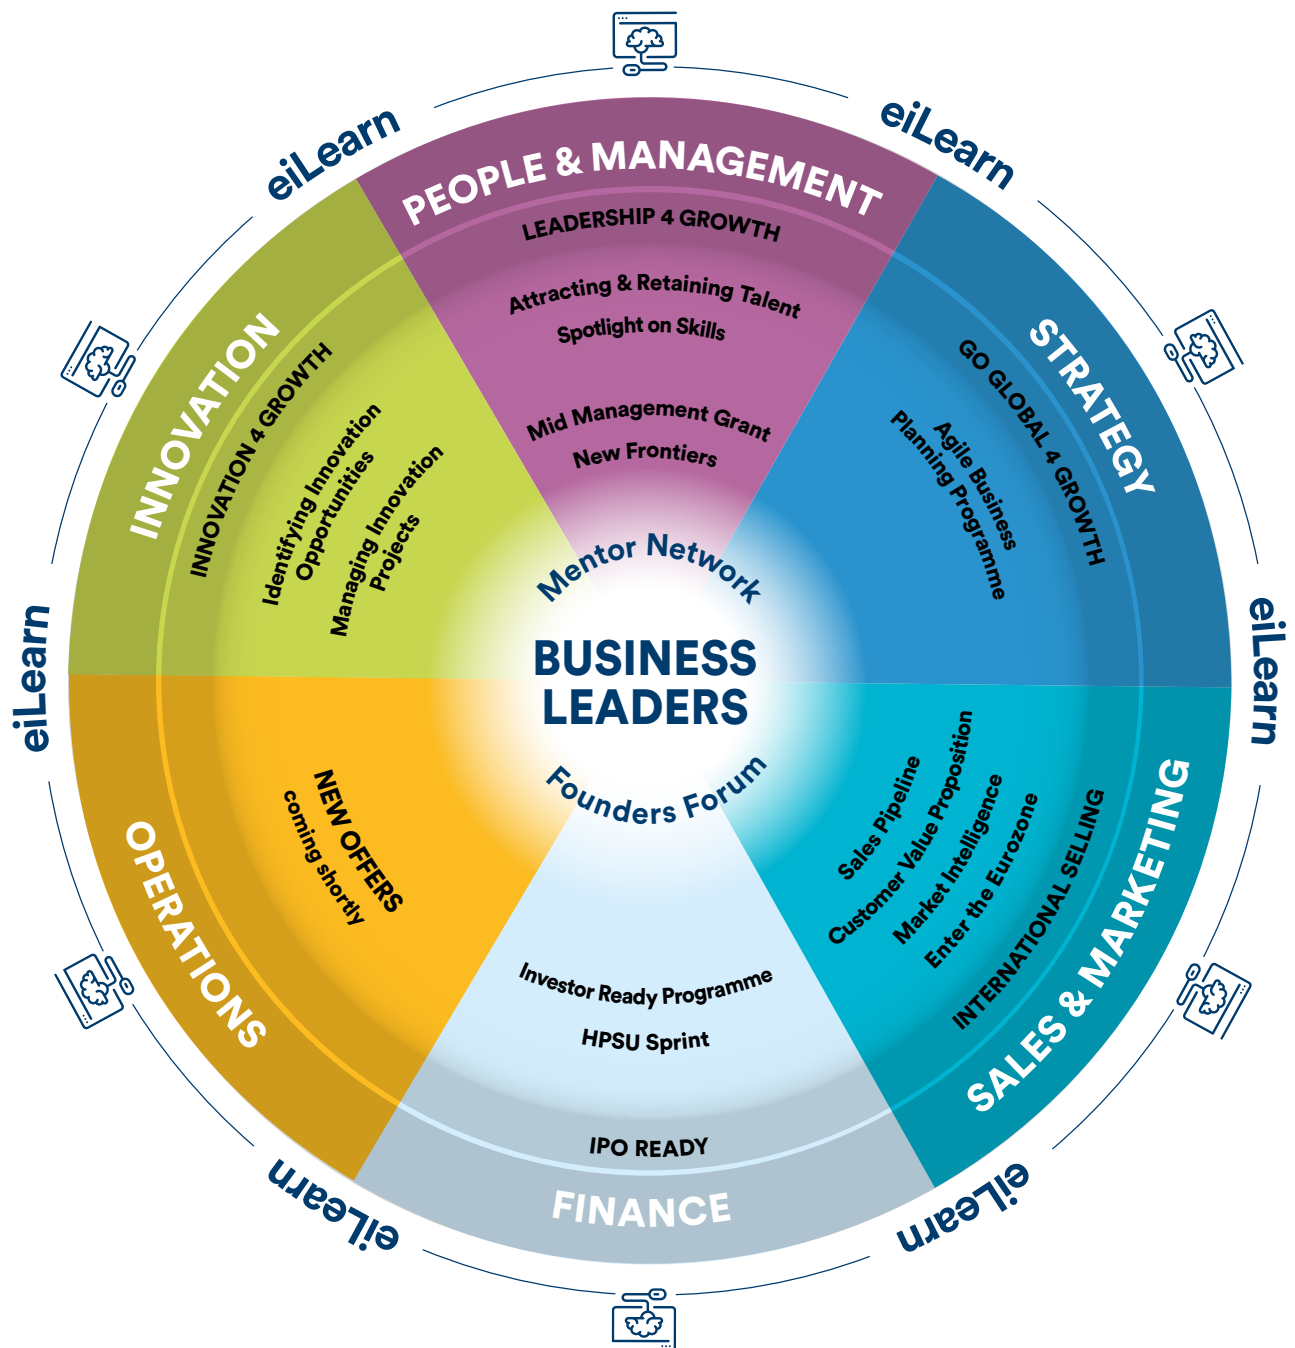 eiLearn
eiLearn
PEOPLE & MANAGEMENT
LEADERSHIP 4 GROWTH
Attracting & Retaining Talent
Spotlight on Skills
Mid Management Grant
New Frontiers
STRATEGY
GO GLOBAL 4 GROWTH
Agile Business
Planning Programme
eiLearn
SALES & MARKETING
INTERNATIONAL SELLING
Enter the Eurozone
Market Intelligence
Customer Value Proposition
Sales Pipeline
eiLearn
FINANCE
IPO READY
HPSU Sprint
Investor Ready Programme
eiLearn
OPERATIONS
NEW OFFERS
coming shortly
eiLearn
INNOVATION
INNOVATION 4 GROWTH
Identifying Innovation
Opportunities
Managing Innovation
Projects
Mentor Network
BUSINESS
LEADERS
Founders Forum